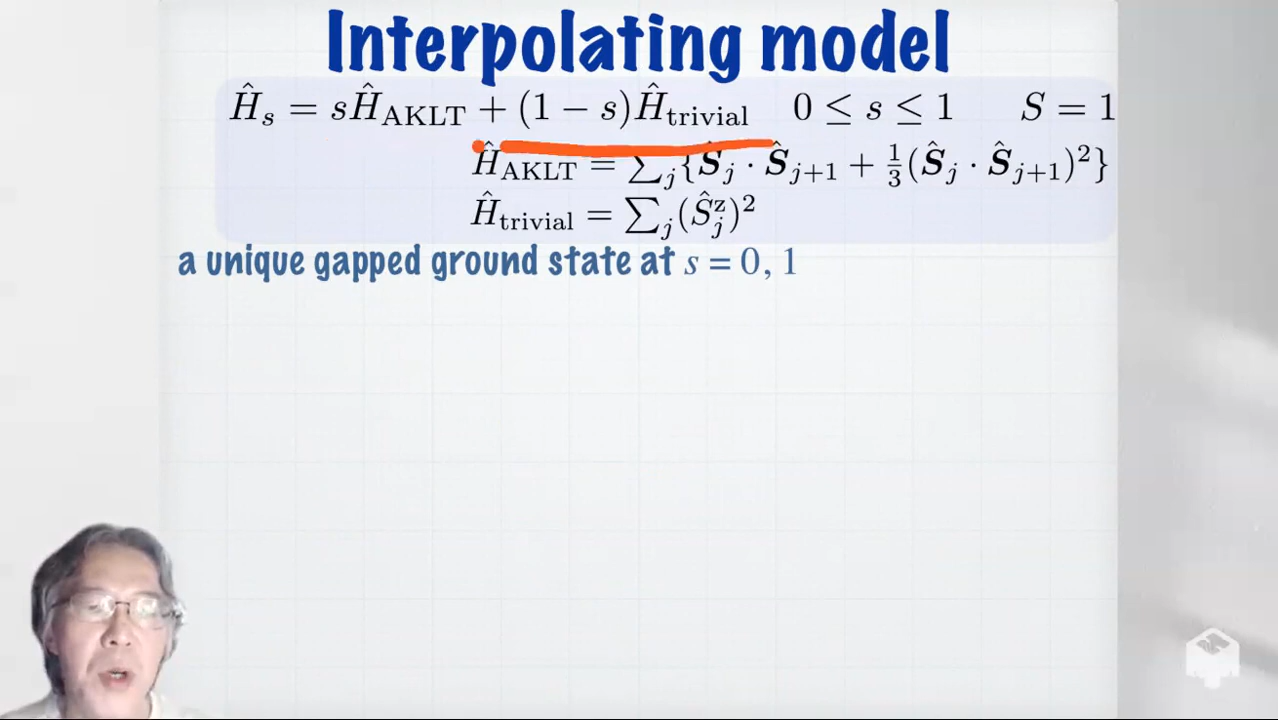 Interpolating model
Ĥ_s = sĤ_AKLT + (1 − s)Ĥ_trivial   0 ≤ s ≤ 1   S = 1
Ĥ_AKLT = ∑_j{Ŝ_j · Ŝ_{j+1} + 1/3(Ŝ_j · Ŝ_{j+1})²}
Ĥ_trivial = ∑_j(Ŝ_j^z)²
a unique gapped ground state at s = 0, 1